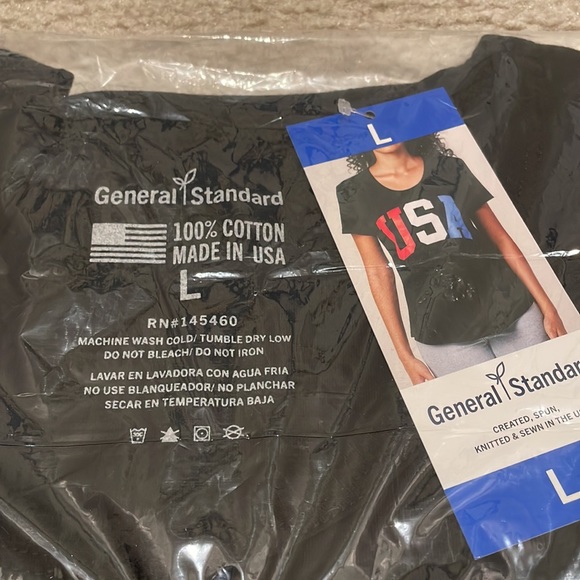 General Standard
100% COTTON
MADE IN USA
L
RN#145460
MACHINE WASH COLD/ TUMBLE DRY LOW
DO NOT BLEACH/ DO NOT IRON
LAVAR EN LAVADORA CON AGUA FRIA
NO USE BLANQUEADOR/ NO PLANCHAR
SECAR EN TEMPERATURA BAJA
L
USA
General Standard
CREATED, SPUN,
KNITTED & SEWN IN THE
L